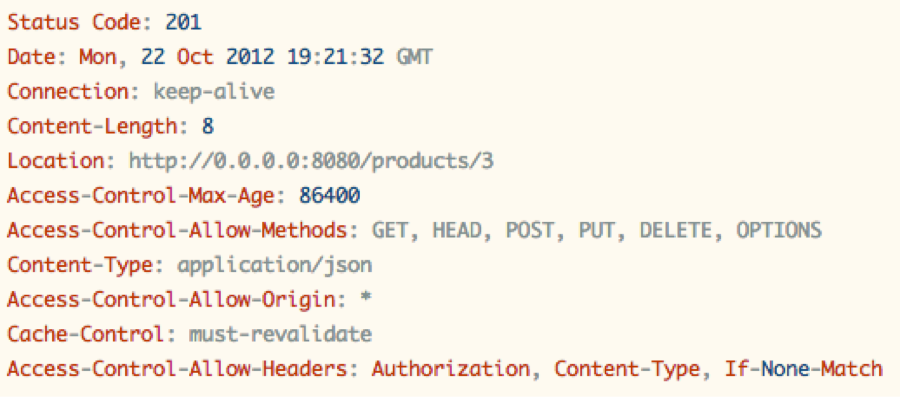 Status Code: 201
Date: Mon, 22 Oct 2012 19:21:32 GMT
Connection: keep-alive
Content-Length: 8
Location: http://0.0.0.0:8080/products/3
Access-Control-Max-Age: 86400
Access-Control-Allow-Methods: GET, HEAD, POST, PUT, DELETE, OPTIONS
Content-Type: application/json
Access-Control-Allow-Origin: *
Cache-Control: must-revalidate
Access-Control-Allow-Headers: Authorization, Content-Type, If-None-Match